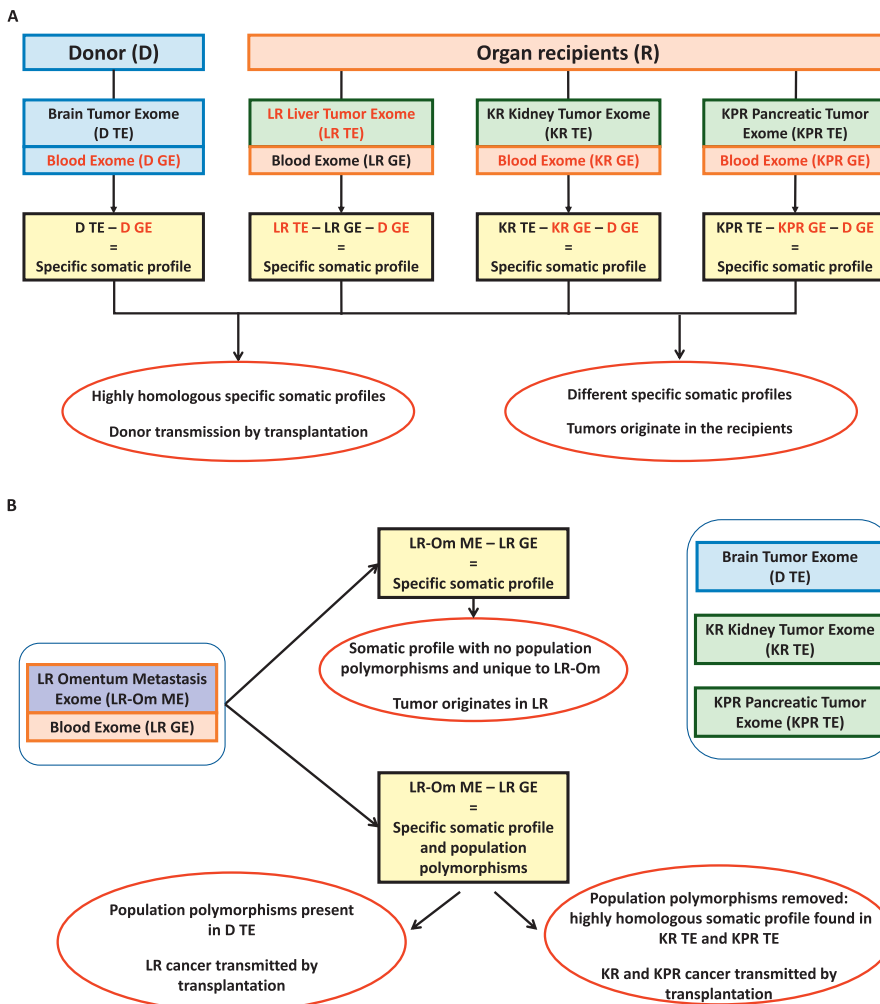 A
Donor (D)
Organ recipients (R)
Brain Tumor Exome
(D TE)
Blood Exome (D GE)
LR Liver Tumor Exome
(LR TE)
Blood Exome (LR GE)
KR Kidney Tumor Exome
(KR TE)
Blood Exome (KR GE)
KPR Pancreatic Tumor
Exome (KPR TE)
Blood Exome (KPR GE)
D TE – D GE
=
Specific somatic profile
LR TE – LR GE – D GE
=
Specific somatic profile
KR TE – KR GE – D GE
=
Specific somatic profile
KPR TE – KPR GE – D GE
=
Specific somatic profile
Highly homologous specific somatic profiles
Donor transmission by transplantation
Different specific somatic profiles
Tumors originate in the recipients
B
LR Omentum Metastasis
Exome (LR-Om ME)
Blood Exome (LR GE)
LR-Om ME – LR GE
=
Specific somatic profile
Somatic profile with no population
polymorphisms and unique to LR-Om
Tumor originates in LR
Brain Tumor Exome
(D TE)
KR Kidney Tumor Exome
(KR TE)
KPR Pancreatic Tumor
Exome (KPR TE)
LR-Om ME – LR GE
=
Specific somatic profile
and population
polymorphisms
Population polymorphisms present
in D TE
LR cancer transmitted by
transplantation
Population polymorphisms removed:
highly homologous somatic profile found in
KR TE and KPR TE
KR and KPR cancer transmitted by
transplantation